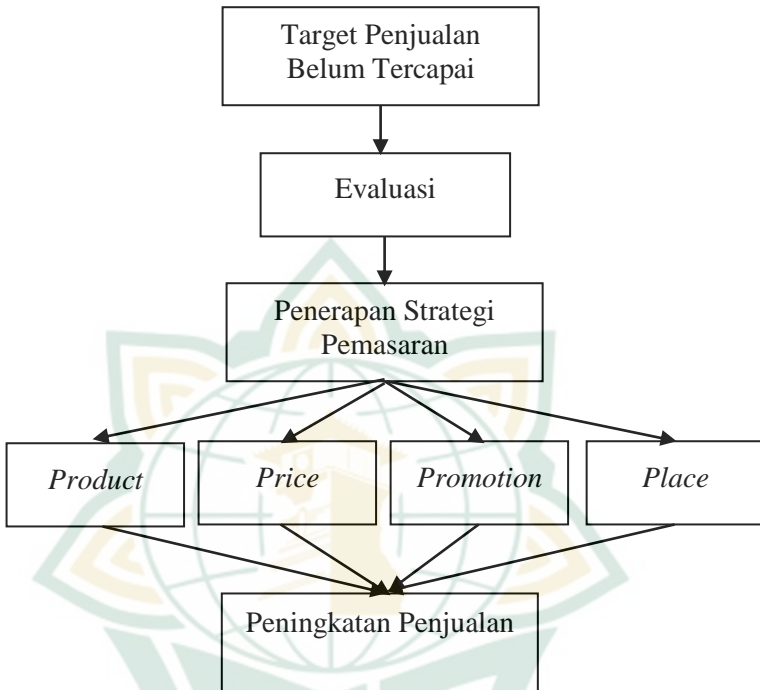 Target Penjualan
Belum Tercapai
Evaluasi
Penerapan Strategi
Pemasaran
Product
Price
Promotion
Place
Peningkatan Penjualan